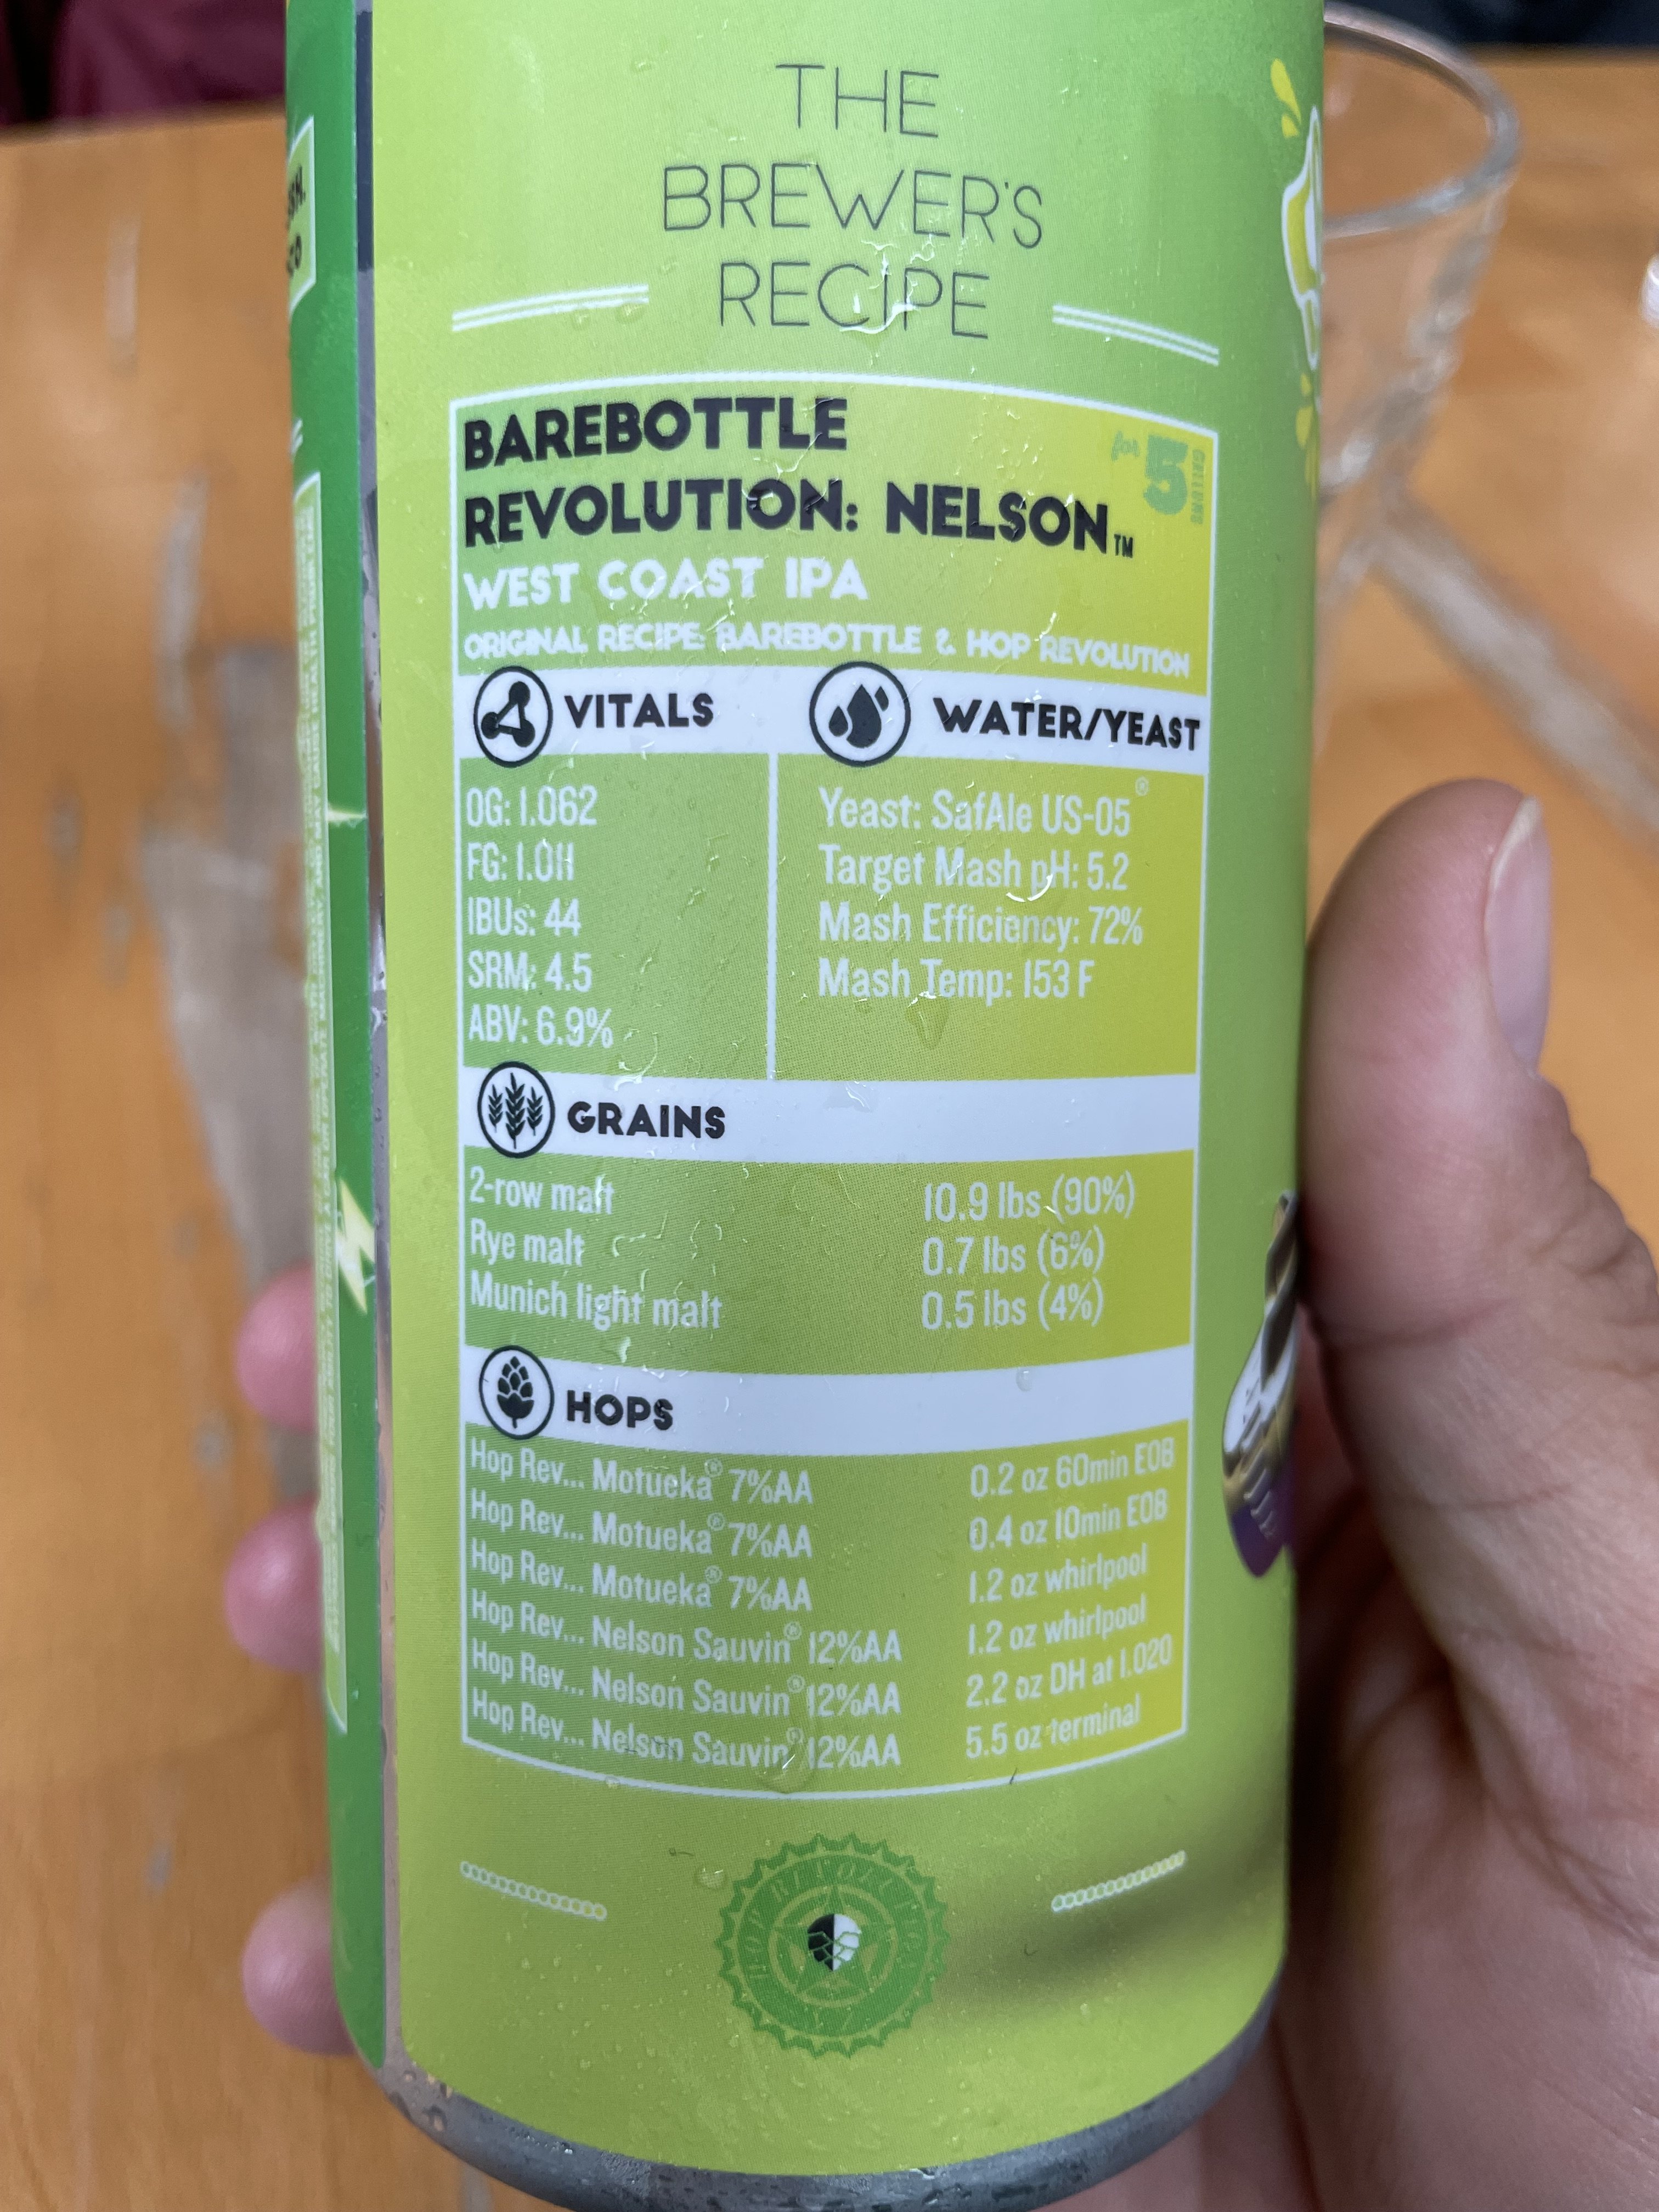 THE
BREWER'S
RECIPE
BAREBOTTLE
REVOLUTION: NELSON™
for 5 GALLONS
WEST COAST IPA
ORIGINAL RECIPE: BAREBOTTLE & HOP REVOLUTION
VITALS
OG: 1.062
FG: 1.011
IBUs: 44
SRM: 4.5
ABV: 6.9%
WATER/YEAST
Yeast: SafAle US-05®
Target Mash pH: 5.2
Mash Efficiency: 72%
Mash Temp: 153 F
GRAINS
2-row malt 10.9 lbs (90%)
Rye malt 0.7 lbs (6%)
Munich light malt 0.5 lbs (4%)
HOPS
Hop Rev... Motueka® 7%AA 0.2 oz 60min EOB
Hop Rev... Motueka® 7%AA 0.4 oz 10min EOB
Hop Rev... Motueka® 7%AA 1.2 oz whirlpool
Hop Rev... Nelson Sauvin® 12%AA 1.2 oz whirlpool
Hop Rev... Nelson Sauvin® 12%AA 2.2 oz DH at 1.020
Hop Rev... Nelson Sauvin® 12%AA 5.5 oz terminal
HOP REVOLUTION